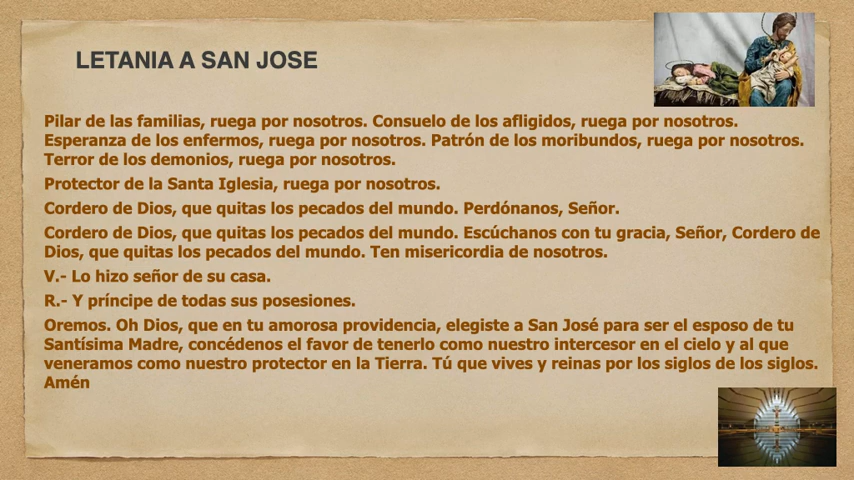 LETANIA A SAN JOSE
Pilar de las familias, ruega por nosotros. Consuelo de los afligidos, ruega por nosotros.
Esperanza de los enfermos, ruega por nosotros. Patrón de los moribundos, ruega por nosotros.
Terror de los demonios, ruega por nosotros.
Protector de la Santa Iglesia, ruega por nosotros.
Cordero de Dios, que quitas los pecados del mundo. Perdónanos, Señor.
Cordero de Dios, que quitas los pecados del mundo. Escúchanos con tu gracia, Señor, Cordero de
Dios, que quitas los pecados del mundo. Ten misericordia de nosotros.
V.- Lo hizo señor de su casa.
R.- Y príncipe de todas sus posesiones.
Oremos. Oh Dios, que en tu amorosa providencia, elegiste a San José para ser el esposo de tu
Santísima Madre, concédenos el favor de tenerlo como nuestro intercesor en el cielo y al que
veneramos como nuestro protector en la Tierra. Tú que vives y reinas por los siglos de los siglos.
Amén